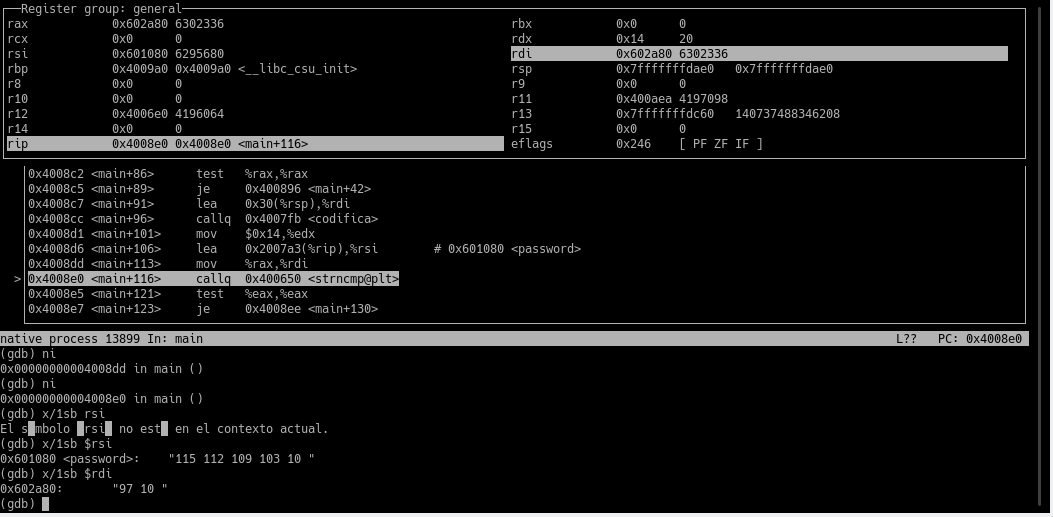 Register group: general
rax 0x602a80 6302336 rbx 0x0 0
rcx 0x0 0 rdx 0x14 20
rsi 0x601080 6295680 rdi 0x602a80 6302336
rbp 0x4009a0 0x4009a0 <__libc_csu_init> rsp 0x7fffffffdae0 0x7fffffffdae0
r8 0x0 0 r9 0x0 0
r10 0x0 0 r11 0x400aea 4197098
r12 0x4006e0 4196064 r13 0x7fffffffdc60 140737488346208
r14 0x0 0 r15 0x0 0
rip 0x4008e0 0x4008e0 <main+116> eflags 0x246 [ PF ZF IF ]
0x4008c2 <main+86> test %rax,%rax
0x4008c5 <main+89> je 0x400896 <main+42>
0x4008c7 <main+91> lea 0x30(%rsp),%rdi
0x4008cc <main+96> callq 0x4007fb <codifica>
0x4008d1 <main+101> mov $0x14,%edx
0x4008d6 <main+106> lea 0x2007a3(%rip),%rsi # 0x601080 <password>
0x4008dd <main+113> mov %rax,%rdi
> 0x4008e0 <main+116> callq 0x400650 <strncmp@plt>
0x4008e5 <main+121> test %eax,%eax
0x4008e7 <main+123> je 0x4008ee <main+130>
native process 13899 In: main L?? PC: 0x4008e0
(gdb) ni
0x00000000004008dd in main ()
(gdb) ni
0x00000000004008e0 in main ()
(gdb) x/1sb rsi
El s mbolo rsi no est en el contexto actual.
(gdb) x/1sb $rsi
0x601080 <password>: "115 112 109 103 10 "
(gdb) x/1sb $rdi
0x602a80: "97 10 "
(gdb)